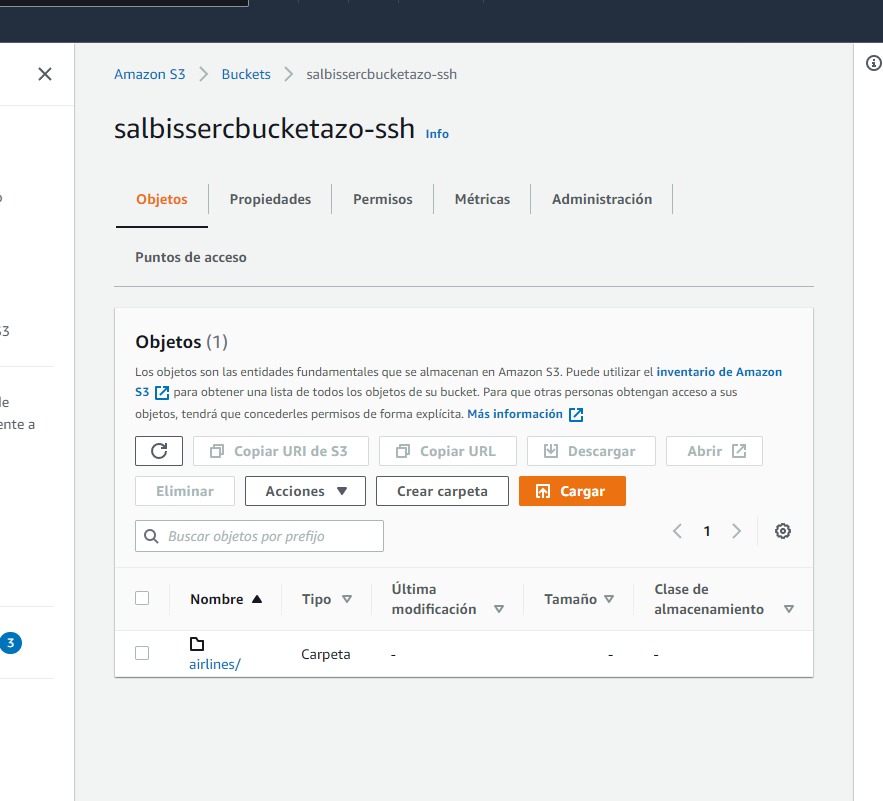 Amazon S3 > Buckets > salbissercbucketazo-ssh
salbissercbucketazo-ssh Info
Objetos Propiedades Permisos Métricas Administración
Puntos de acceso
Objetos (1)
Los objetos son las entidades fundamentales que se almacenan en Amazon S3. Puede utilizar el inventario de Amazon
S3 para obtener una lista de todos los objetos de su bucket. Para que otras personas obtengan acceso a sus
objetos, tendrá que concederles permisos de forma explícita. Más información
Copiar URI de S3 Copiar URL Descargar Abrir
Eliminar Acciones Crear carpeta Cargar
Buscar objetos por prefijo
1
Nombre Tipo Última modificación Tamaño Clase de almacenamiento
airlines/ Carpeta - - -
ente a
3